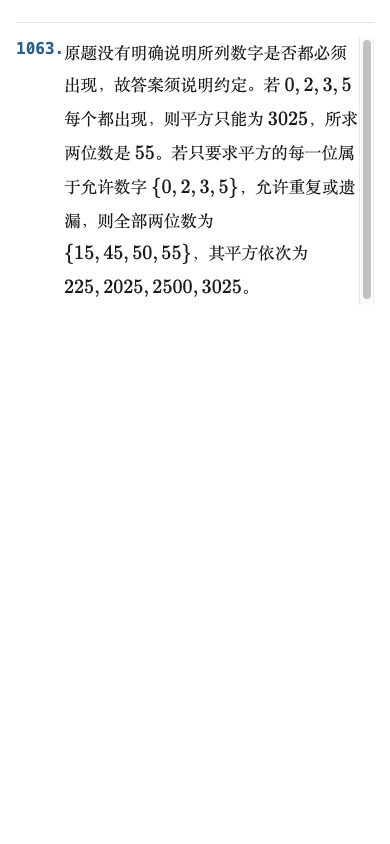 1063. 原题没有明确说明所列数字是否都必须
出现，故答案须说明约定。若 0, 2, 3, 5
每个都出现，则平方只能为 3025，所求
两位数是 55。若只要求平方的每一位属
于允许数字 {0, 2, 3, 5}，允许重复或遗
漏，则全部两位数为
{15, 45, 50, 55}，其平方依次为
225, 2025, 2500, 3025。